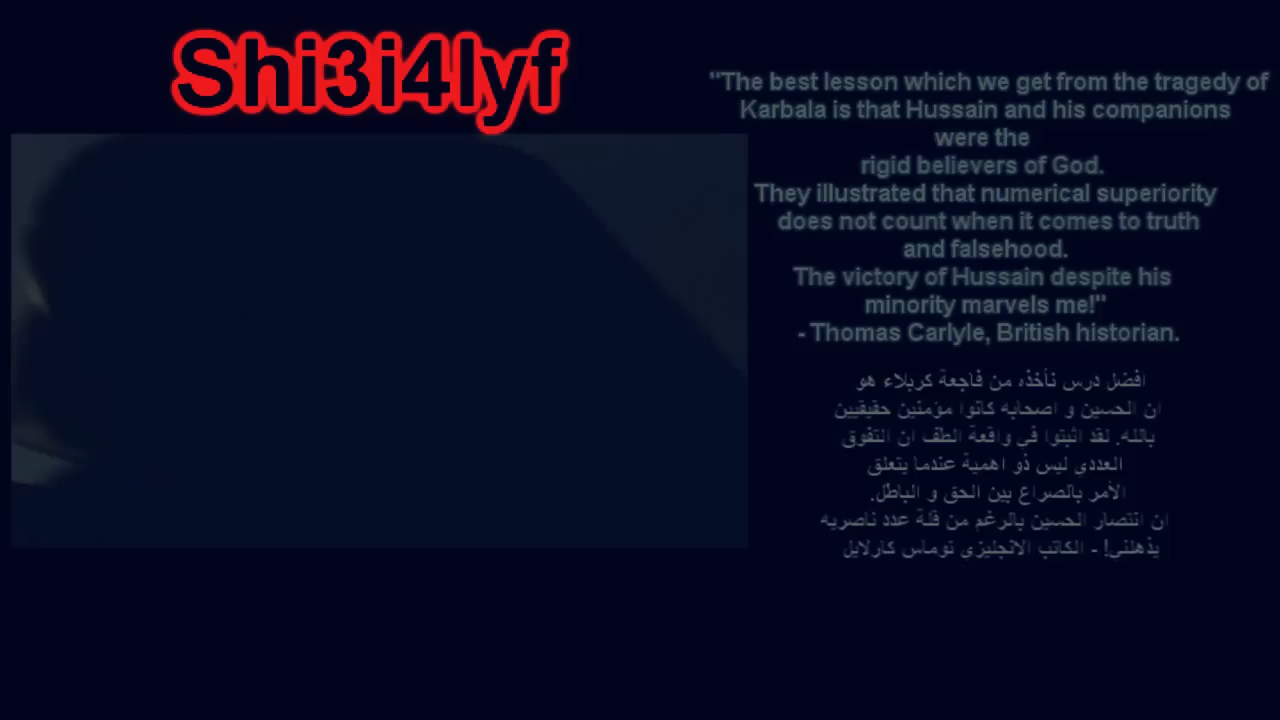 Shi3i4lyf
"The best lesson which we get from the tragedy of
Karbala is that Hussain and his companions
were the
rigid believers of God.
They illustrated that numerical superiority
does not count when it comes to truth
and falsehood.
The victory of Hussain despite his
minority marvels me!"
- Thomas Carlyle, British historian.
افضل درس نأخذه من فاجعة كربلاء هو
ان الحسين و اصحابه كانوا مؤمنين حقيقيين
بالله. لقد اثبتوا في واقعة الطف ان التفوق
العددي ليس ذو اهمية عندما يتعلق
الأمر بالصراع بين الحق و الباطل.
ان انتصار الحسين بالرغم من قلة عدد ناصريه
يذهلني! - الكاتب الانجليزي توماس كارلايل